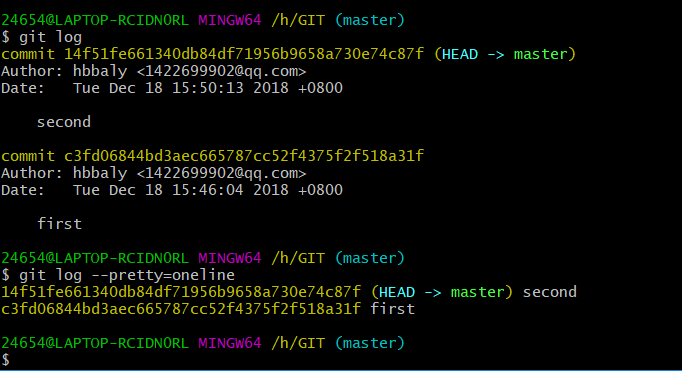 24654@LAPTOP-RCIDNORL MINGW64 /h/GIT (master)
$ git log
commit 14f51fe661340db84df71956b9658a730e74c87f (HEAD -> master)
Author: hbbaly <1422699902@qq.com>
Date:   Tue Dec 18 15:50:13 2018 +0800
    second
commit c3fd06844bd3aec665787cc52f4375f2f518a31f
Author: hbbaly <1422699902@qq.com>
Date:   Tue Dec 18 15:46:04 2018 +0800
    first
24654@LAPTOP-RCIDNORL MINGW64 /h/GIT (master)
$ git log --pretty=oneline
14f51fe661340db84df71956b9658a730e74c87f (HEAD -> master) second
c3fd06844bd3aec665787cc52f4375f2f518a31f first
24654@LAPTOP-RCIDNORL MINGW64 /h/GIT (master)
$